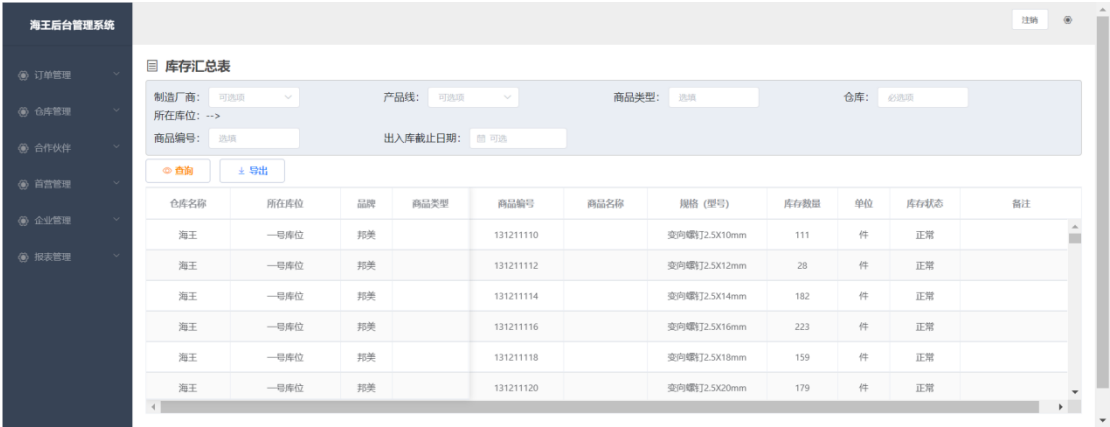 海王后台管理系统
注销
订单管理
仓库管理
合作伙伴
首营管理
企业管理
报表管理
库存汇总表
制造厂商： 可选项 产品线： 可选项 商品类型： 选填 仓库： 必选项
所在库位： -->
商品编号： 选填 出入库截止日期： 可选
查询 导出
仓库名称 所在库位 品牌 商品类型 商品编号 商品名称 规格（型号） 库存数量 单位 库存状态 备注
海王 一号库位 邦美 131211110 变向螺钉2.5X10mm 111 件 正常
海王 一号库位 邦美 131211112 变向螺钉2.5X12mm 28 件 正常
海王 一号库位 邦美 131211114 变向螺钉2.5X14mm 182 件 正常
海王 一号库位 邦美 131211116 变向螺钉2.5X16mm 223 件 正常
海王 一号库位 邦美 131211118 变向螺钉2.5X18mm 159 件 正常
海王 一号库位 邦美 131211120 变向螺钉2.5X20mm 179 件 正常